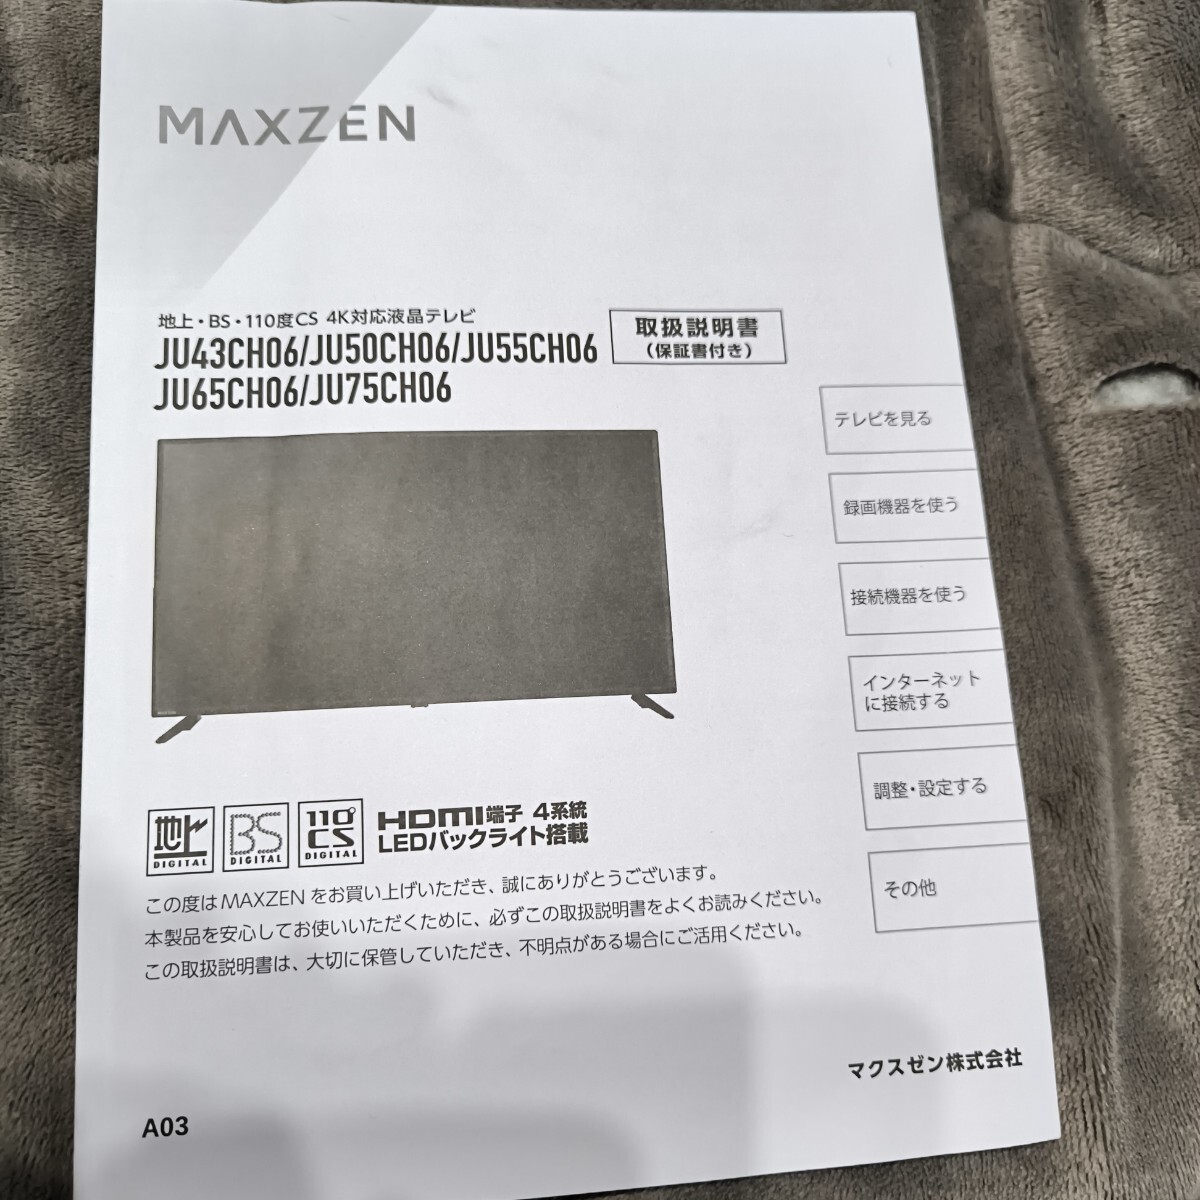 MAXZEN
地上・BS・110度CS 4K対応液晶テレビ
JU43CH06/JU50CH06/JU55CH06
JU65CH06/JU75CH06
取扱説明書
（保証書付き）
テレビを見る
録画機器を使う
接続機器を使う
インターネット
に接続する
調整・設定する
その他
地上
DIGITAL
BS
DIGITAL
110°
CS
DIGITAL
HDMI端子 4系統
LEDバックライト搭載
この度はMAXZENをお買い上げいただき、誠にありがとうございます。
本製品を安心してお使いいただくために、必ずこの取扱説明書をよくお読みください。
この取扱説明書は、大切に保管していただき、不明点がある場合にご活用ください。
マクスゼン株式会社
A03